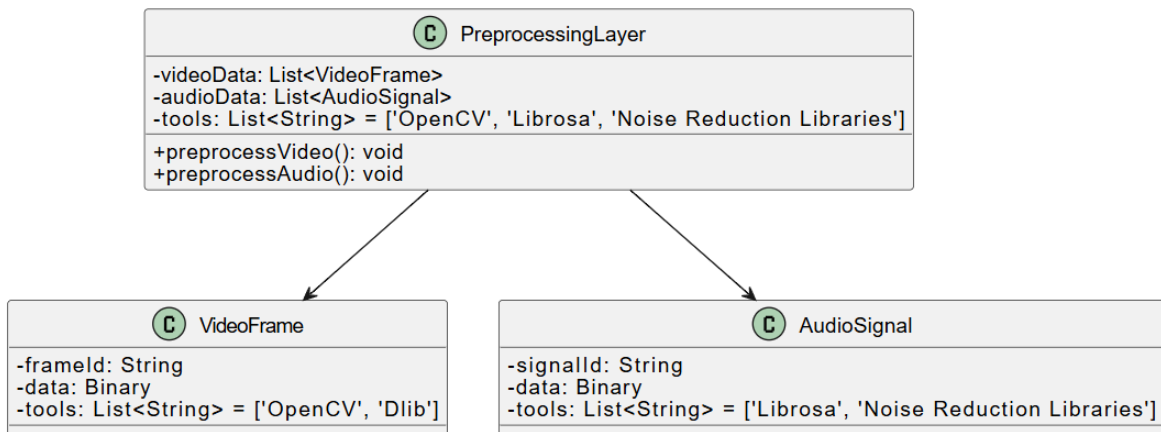 C PreprocessingLayer
-videoData: List<VideoFrame>
-audioData: List<AudioSignal>
-tools: List<String> = ['OpenCV', 'Librosa', 'Noise Reduction Libraries']
+preprocessVideo(): void
+preprocessAudio(): void
C VideoFrame
-frameId: String
-data: Binary
-tools: List<String> = ['OpenCV', 'Dlib']
C AudioSignal
-signalId: String
-data: Binary
-tools: List<String> = ['Librosa', 'Noise Reduction Libraries']